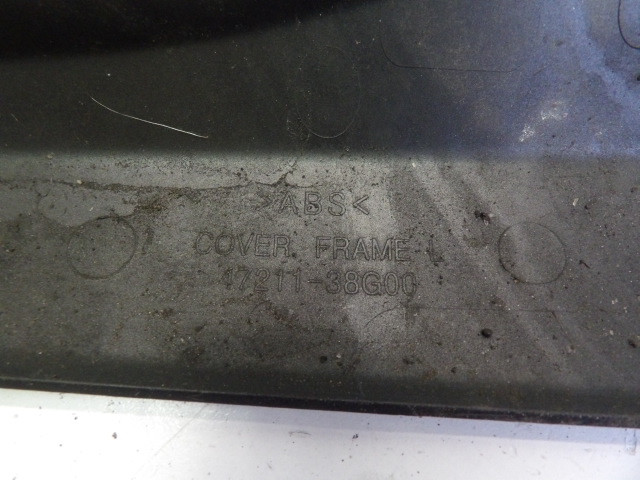 >ABS<
COVER, FRAME L
47211-38G00